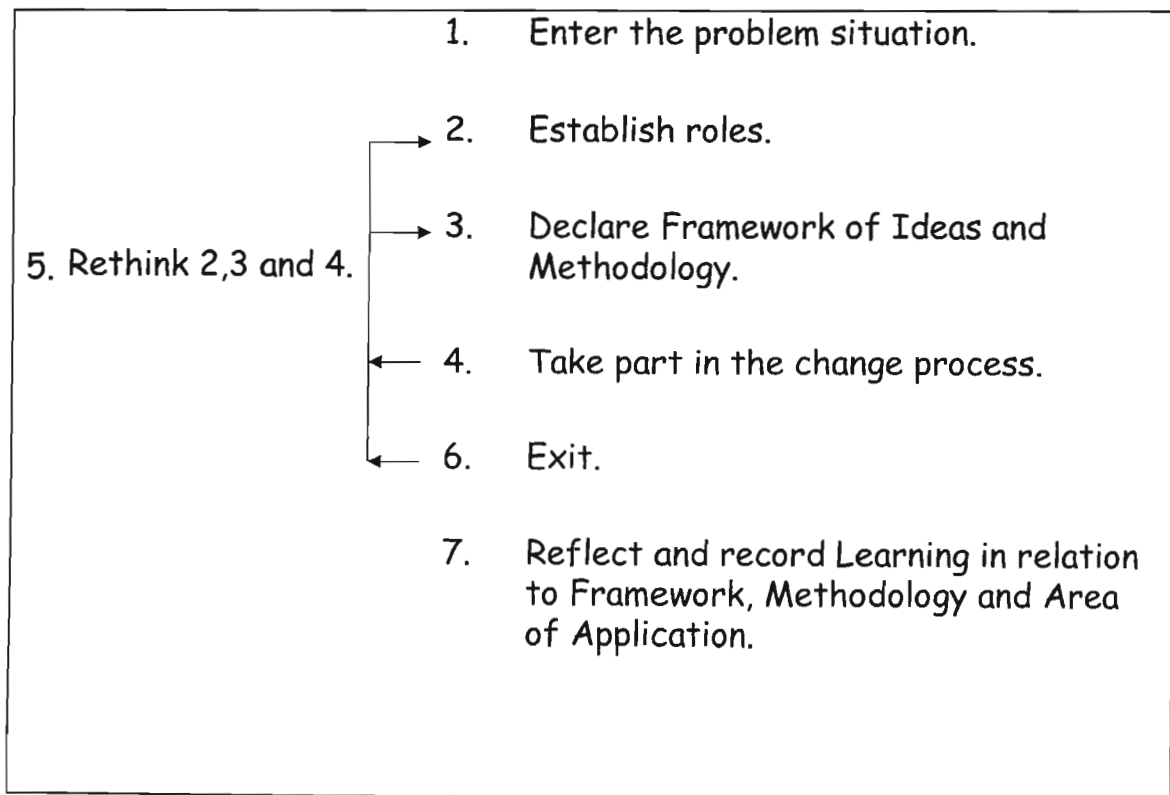 1. Enter the problem situation.
2. Establish roles.
3. Declare Framework of Ideas and
Methodology.
5. Rethink 2,3 and 4.
4. Take part in the change process.
6. Exit.
7. Reflect and record Learning in relation
to Framework, Methodology and Area
of Application.